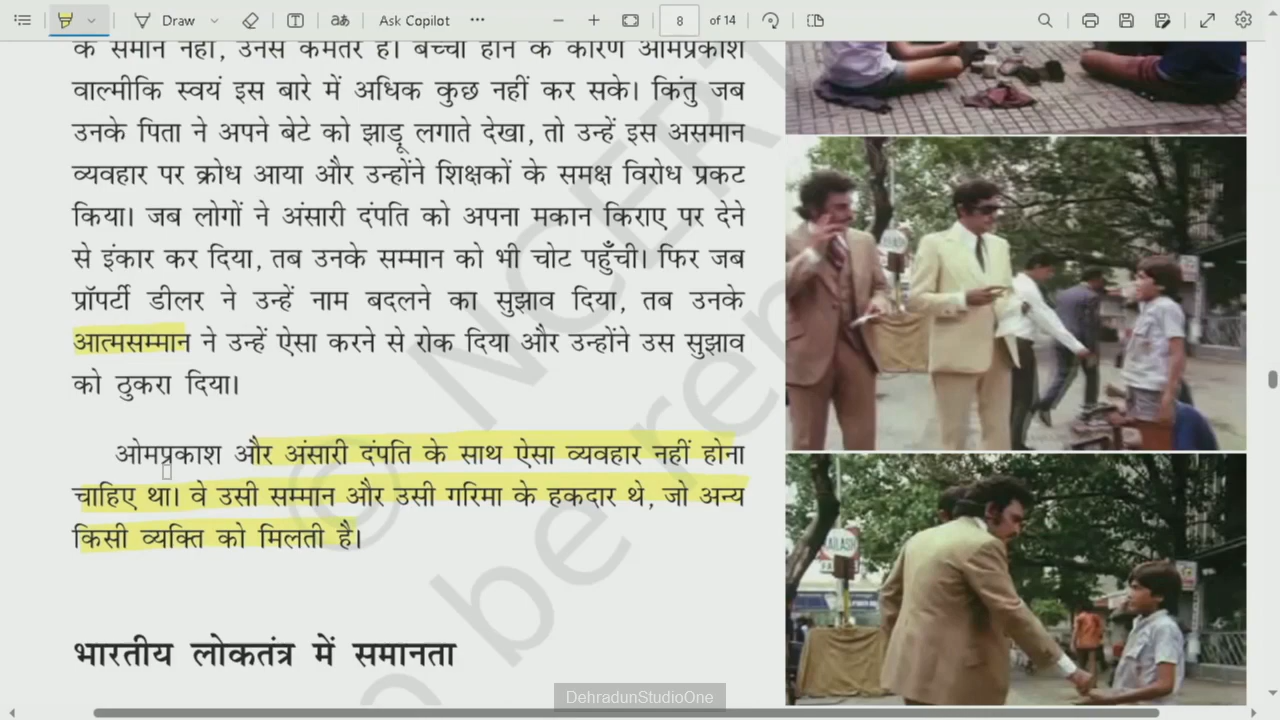 Draw
Ask Copilot
8
of 14
के समान नहीं, उनसे कमतर हैं। बच्चा होने के कारण ओमप्रकाश
वाल्मीकि स्वयं इस बारे में अधिक कुछ नहीं कर सके। किंतु जब
उनके पिता ने अपने बेटे को झाड़ू लगाते देखा, तो उन्हें इस असमान
व्यवहार पर क्रोध आया और उन्होंने शिक्षकों के समक्ष विरोध प्रकट
किया। जब लोगों ने अंसारी दंपति को अपना मकान किराए पर देने
से इंकार कर दिया, तब उनके सम्मान को भी चोट पहुँची। फिर जब
प्रॉपर्टी डीलर ने उन्हें नाम बदलने का सुझाव दिया, तब उनके
आत्मसम्मान ने उन्हें ऐसा करने से रोक दिया और उन्होंने उस सुझाव
को ठुकरा दिया।
ओमप्रकाश और अंसारी दंपति के साथ ऐसा व्यवहार नहीं होना
चाहिए था। वे उसी सम्मान और उसी गरिमा के हकदार थे, जो अन्य
किसी व्यक्ति को मिलती है।
भारतीय लोकतंत्र में समानता
© NCERT
be re
DehradunStudioOne